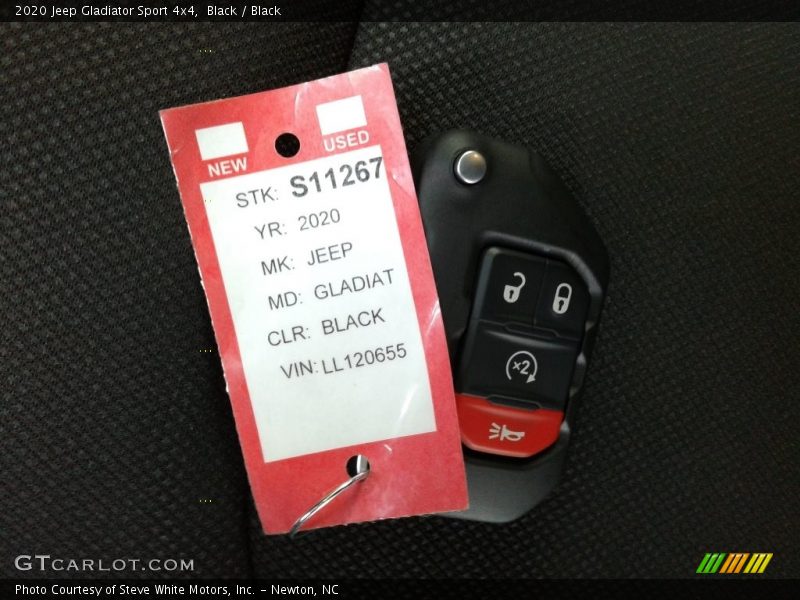 2020 Jeep Gladiator Sport 4x4,  Black / Black
NEW
USED
STK: S11267
YR: 2020
MK: JEEP
MD: GLADIAT
CLR: BLACK
VIN: LL120655
×2
GTCARLOT.COM
Photo Courtesy of Steve White Motors, Inc. – Newton, NC